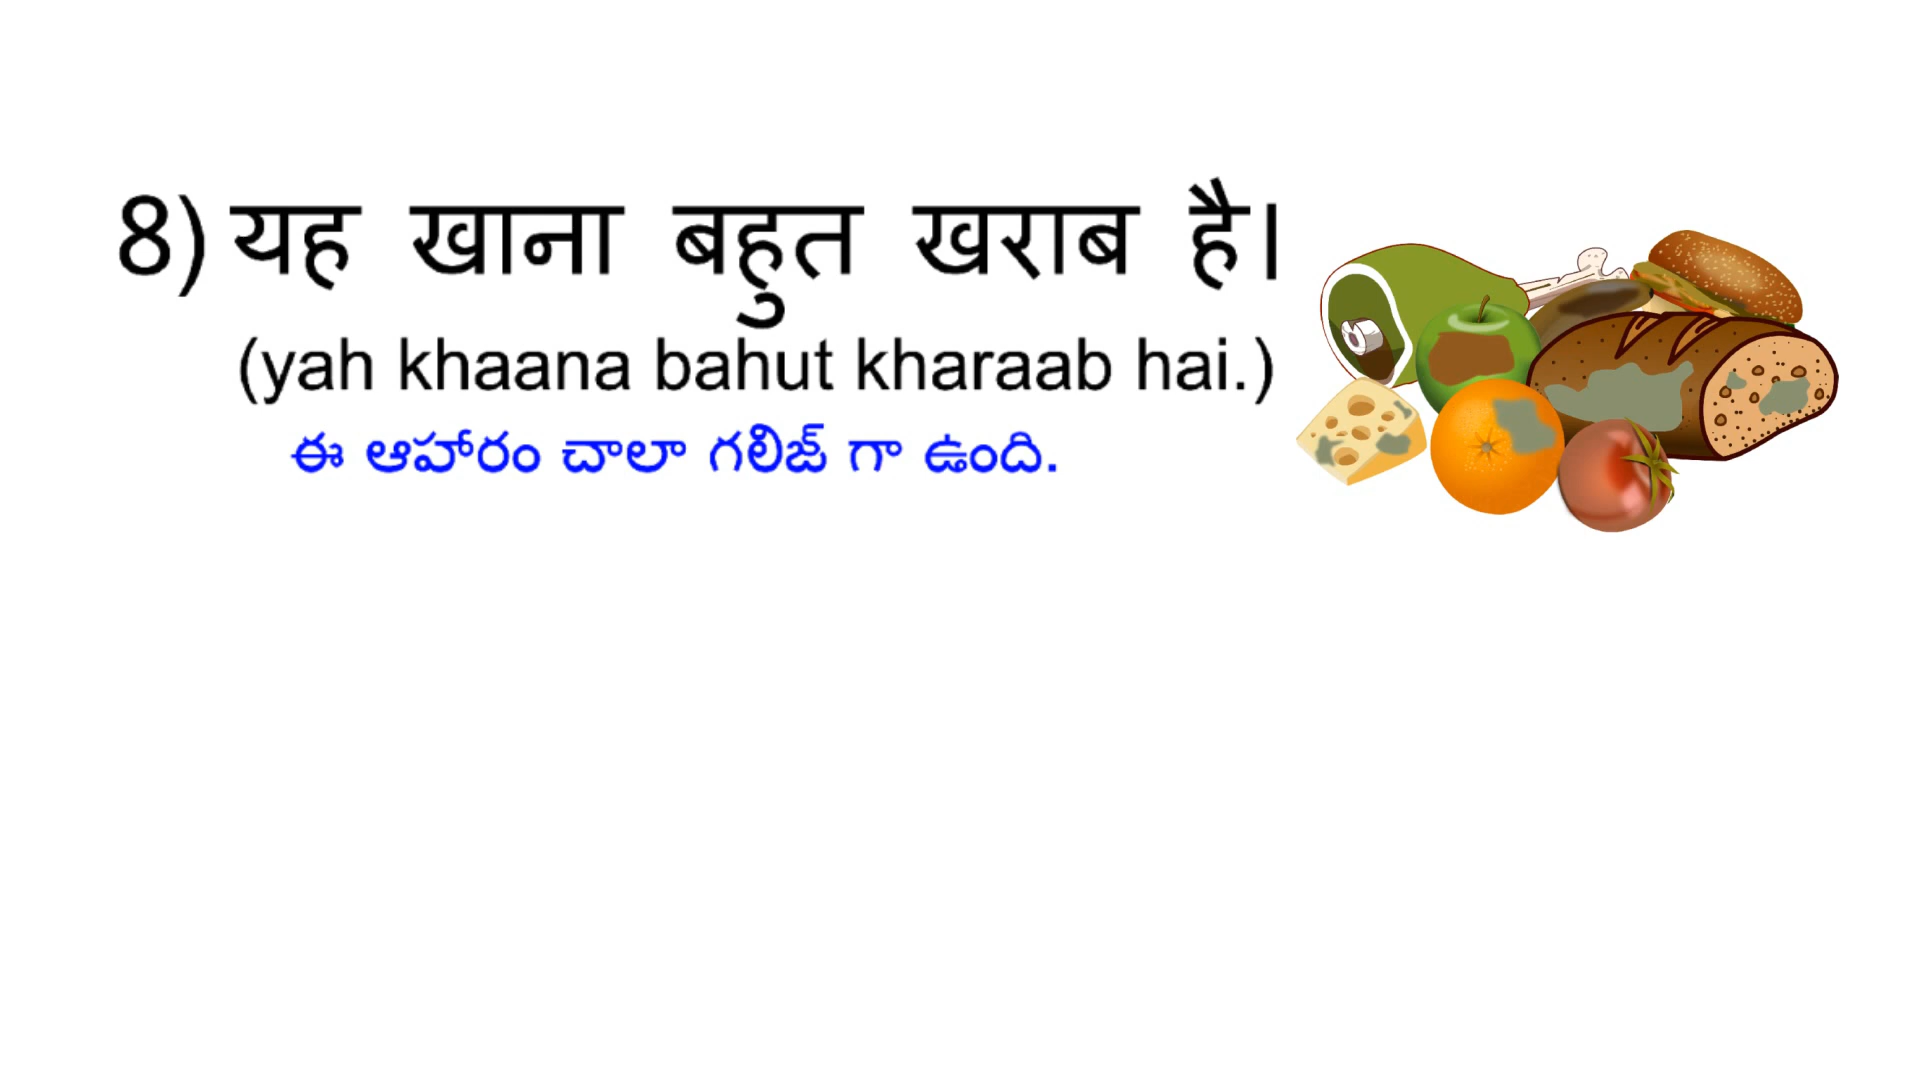 8) यह खाना बहुत खराब है।
(yah khaana bahut kharaab hai.)
ఈ ఆహారం చాలా గలిజ్ గా ఉంది.